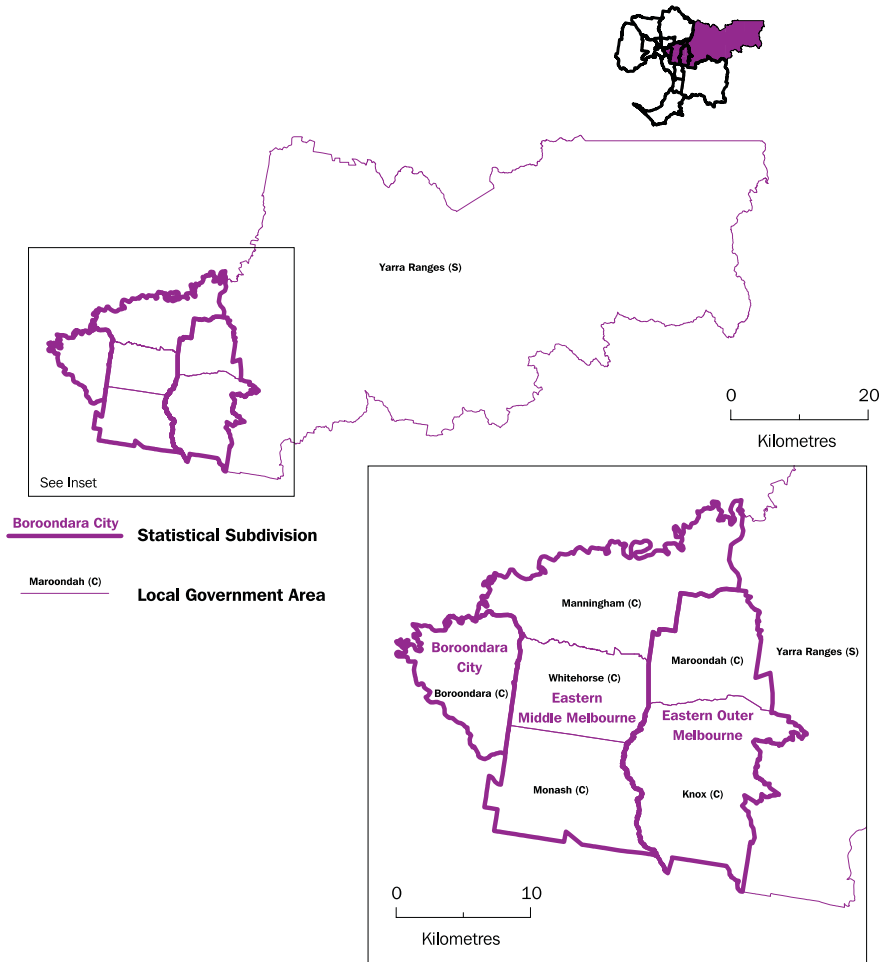 Yarra Ranges (S)
0 20
Kilometres
See Inset
Boroondara City
Statistical Subdivision
Maroondah (C)
Local Government Area
Manningham (C)
Boroondara
City
Boroondara (C)
Whitehorse (C)
Eastern
Middle Melbourne
Maroondah (C)
Yarra Ranges (S)
Eastern Outer
Melbourne
Monash (C)
Knox (C)
0 10
Kilometres